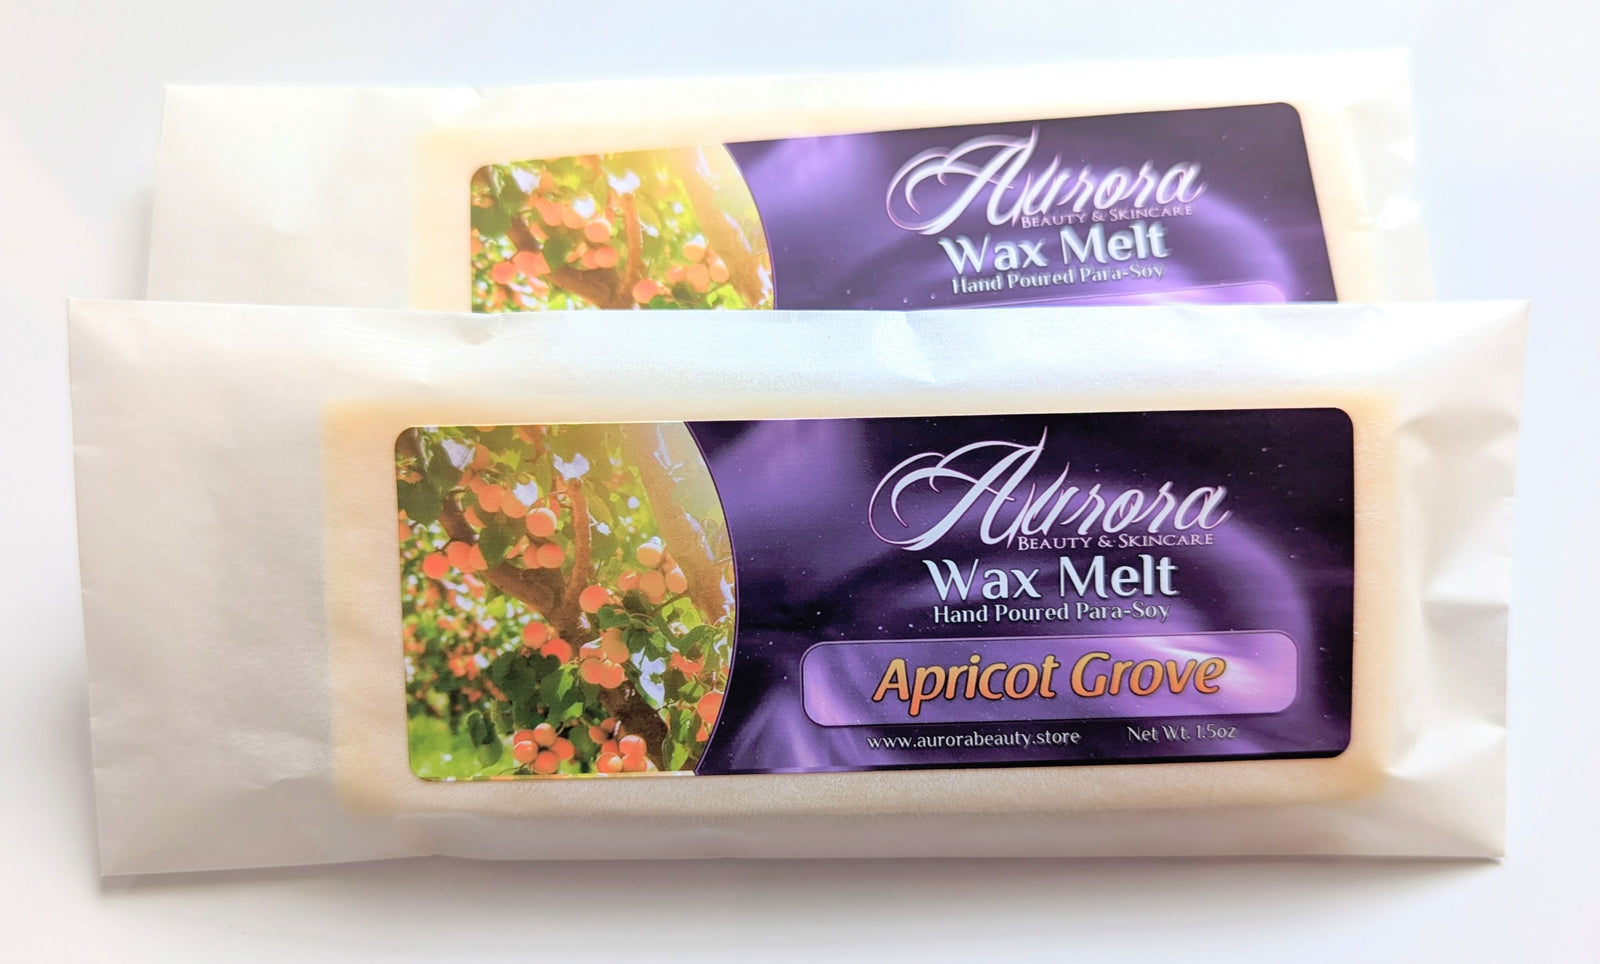 Aurora
BEAUTY & SKINCARE
Wax Melt
Hand Poured Para-Soy
Aurora
BEAUTY & SKINCARE
Wax Melt
Hand Poured Para-Soy
Apricot Grove
www.aurorabeauty.store Net Wt. 1.5oz